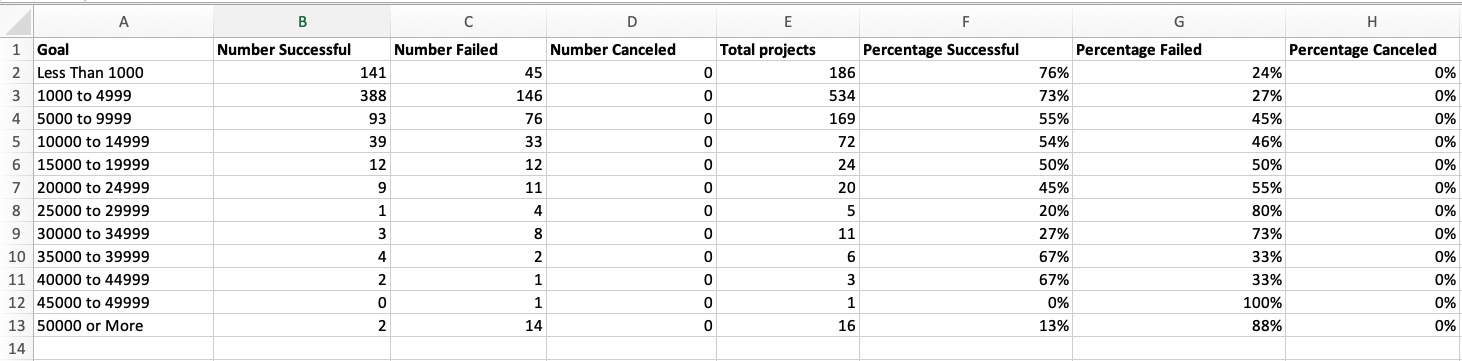 A B C D E F G H
1 Goal Number Successful Number Failed Number Canceled Total projects Percentage Successful Percentage Failed Percentage Canceled
2 Less Than 1000 141 45 0 186 76% 24% 0%
3 1000 to 4999 388 146 0 534 73% 27% 0%
4 5000 to 9999 93 76 0 169 55% 45% 0%
5 10000 to 14999 39 33 0 72 54% 46% 0%
6 15000 to 19999 12 12 0 24 50% 50% 0%
7 20000 to 24999 9 11 0 20 45% 55% 0%
8 25000 to 29999 1 4 0 5 20% 80% 0%
9 30000 to 34999 3 8 0 11 27% 73% 0%
10 35000 to 39999 4 2 0 6 67% 33% 0%
11 40000 to 44999 2 1 0 3 67% 33% 0%
12 45000 to 49999 0 1 0 1 0% 100% 0%
13 50000 or More 2 14 0 16 13% 88% 0%
14